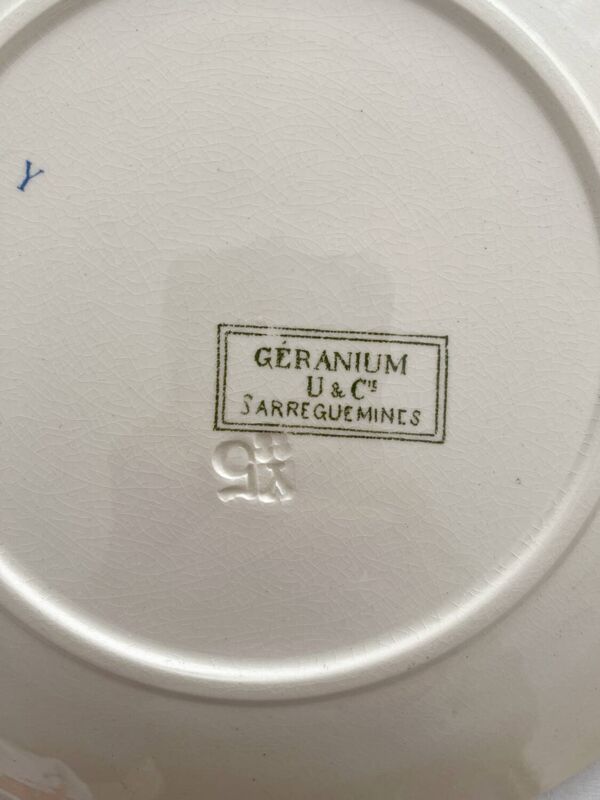 Y
GÉRANIUM
U & Cᴵᴱ
SARREGUEMINES